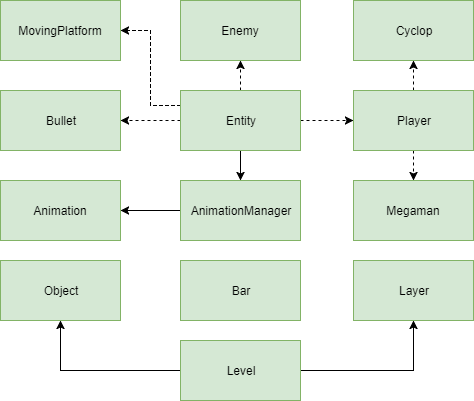 MovingPlatform
Enemy
Cyclop
Bullet
Entity
Player
Animation
AnimationManager
Megaman
Object
Bar
Layer
Level